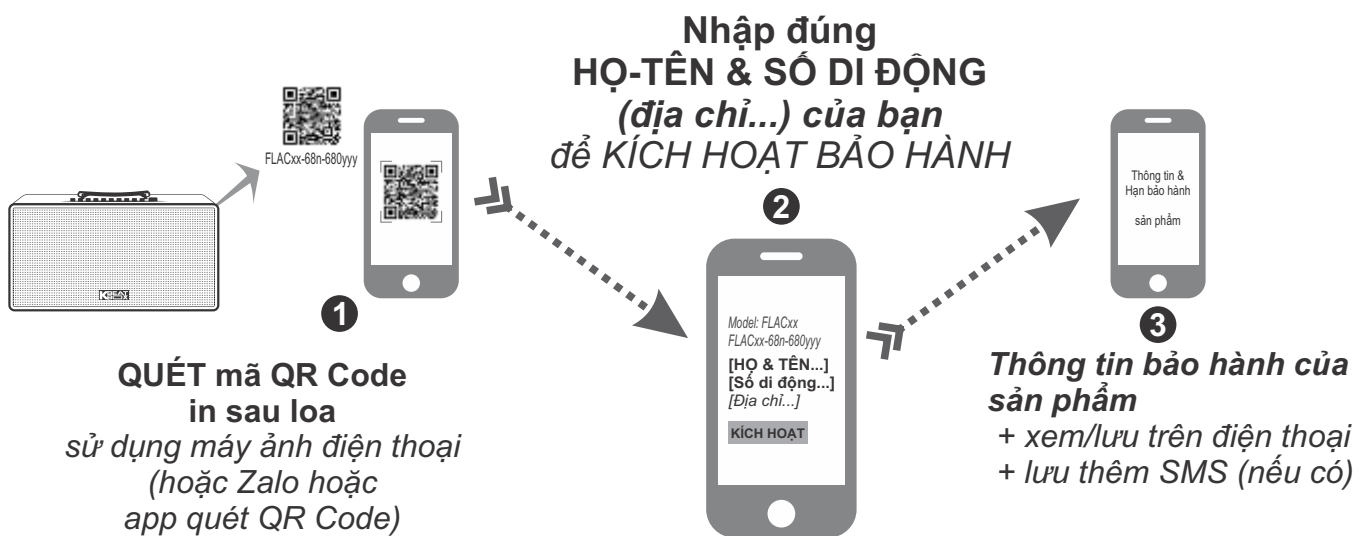 FLACxx-68n-680yyy
1
QUÉT mã QR Code
in sau loa
sử dụng máy ảnh điện thoại
(hoặc Zalo hoặc
app quét QR Code)
Nhập đúng
HỌ-TÊN & SỐ DI ĐỘNG
(địa chỉ...) của bạn
để KÍCH HOẠT BẢO HÀNH
2
Model: FLACxx
FLACxx-68n-680yyy
[HỌ & TÊN...]
[Số di động...]
[Địa chỉ...]
KÍCH HOẠT
Thông tin &
Hạn bảo hành
sản phẩm
3
Thông tin bảo hành của
sản phẩm
+ xem/lưu trên điện thoại
+ lưu thêm SMS (nếu có)